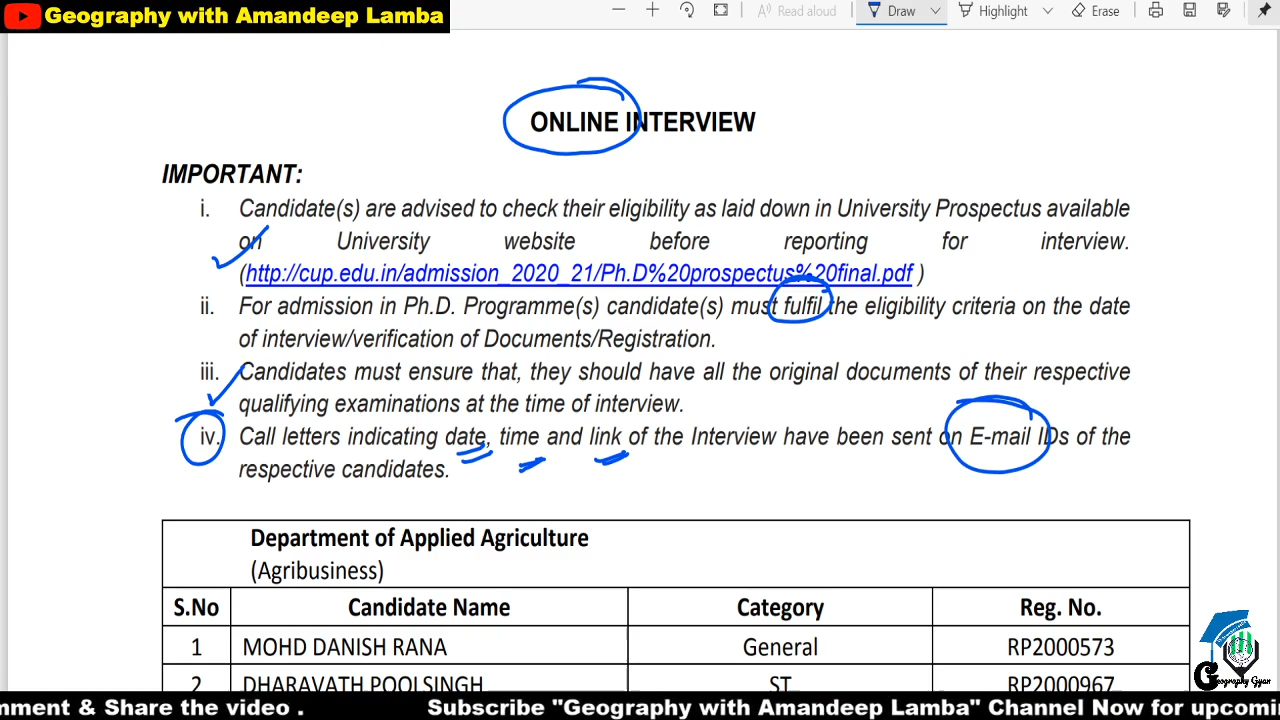 Geography with Amandeep Lamba
Read aloud Draw Highlight Erase
ONLINE INTERVIEW
IMPORTANT:
i. Candidate(s) are advised to check their eligibility as laid down in University Prospectus available
on University website before reporting for interview.
(http://cup.edu.in/admission_2020_21/Ph.D%20prospectus%20final.pdf )
ii. For admission in Ph.D. Programme(s) candidate(s) must fulfil the eligibility criteria on the date
of interview/verification of Documents/Registration.
iii. Candidates must ensure that, they should have all the original documents of their respective
qualifying examinations at the time of interview.
iv. Call letters indicating date, time and link of the Interview have been sent on E-mail IDs of the
respective candidates.
Department of Applied Agriculture
(Agribusiness)
S.No Candidate Name Category Reg. No.
1 MOHD DANISH RANA General RP2000573
2 DHARAVATH POOLSINGH ST RP2000967
Geography Gyan
nment & Share the video . Subscribe "Geography with Amandeep Lamba" Channel Now for upcomi